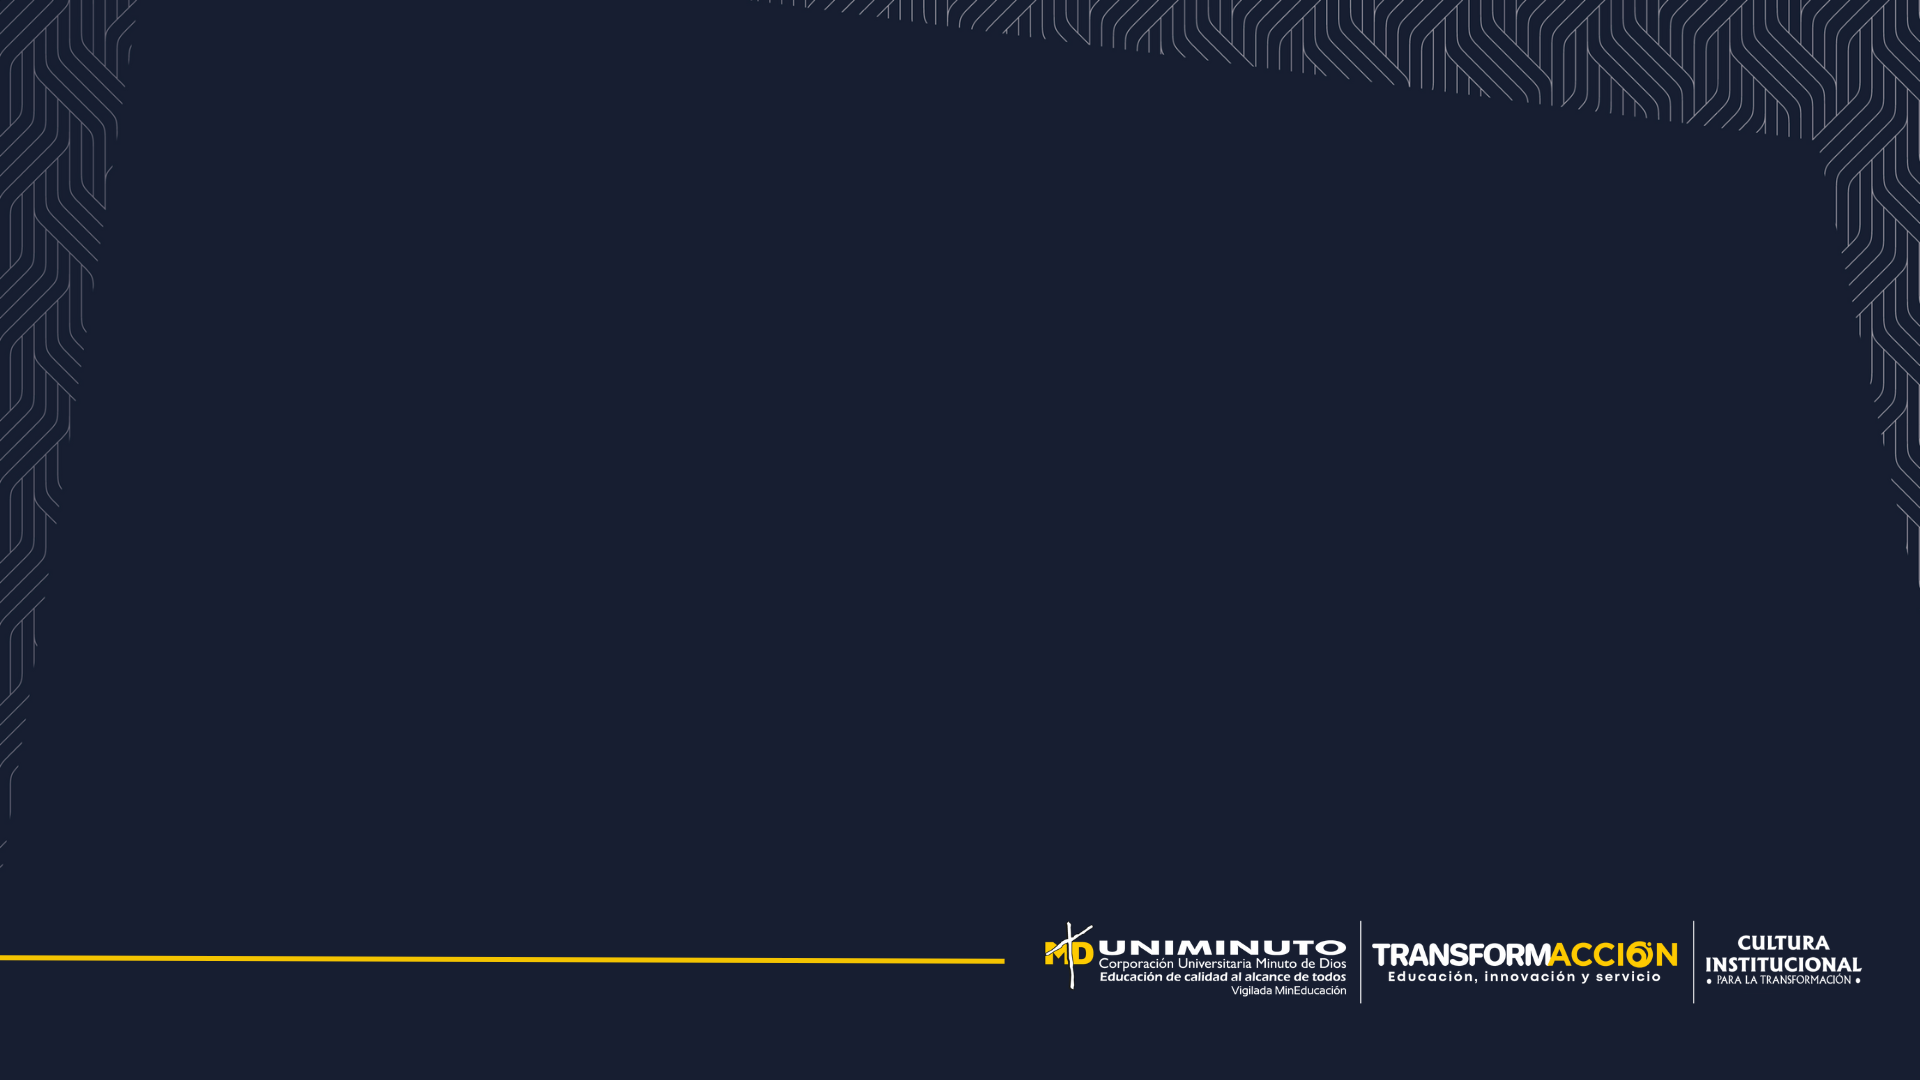 MD UNIMINUTO
Corporación Universitaria Minuto de Dios
Educación de calidad al alcance de todos
Vigilada MinEducación
TRANSFORMACCIÓN
Educación, innovación y servicio
CULTURA
INSTITUCIONAL
• PARA LA TRANSFORMACIÓN •